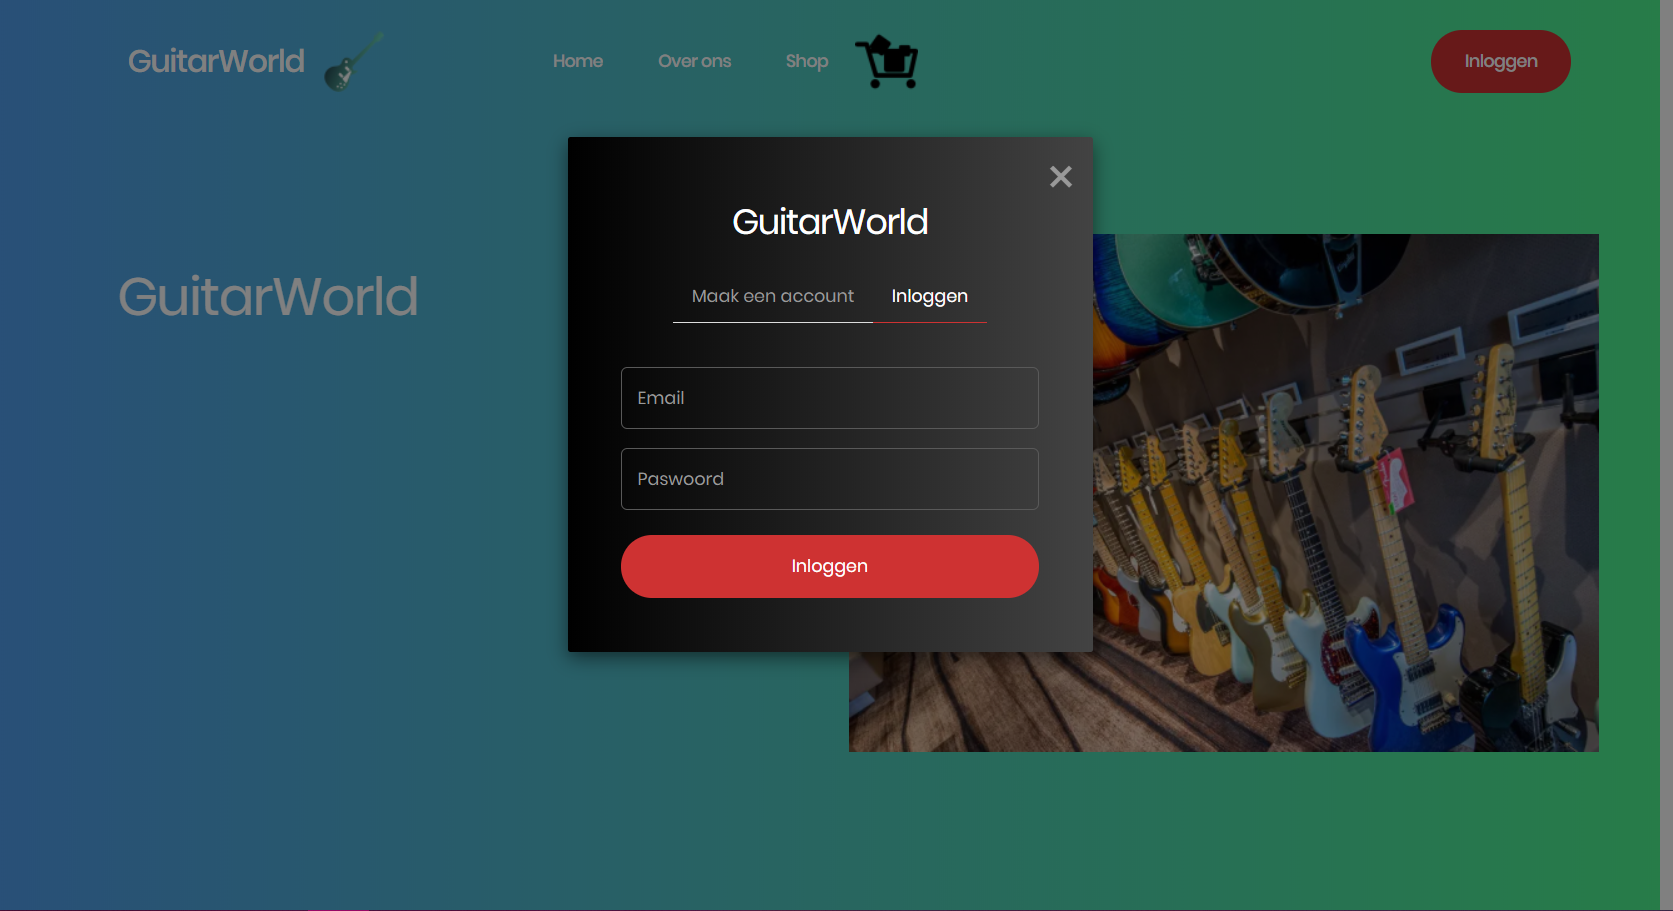 GuitarWorld
Home
Over ons
Shop
Inloggen
GuitarWorld
GuitarWorld
Maak een account
Inloggen
Email
Paswoord
Inloggen